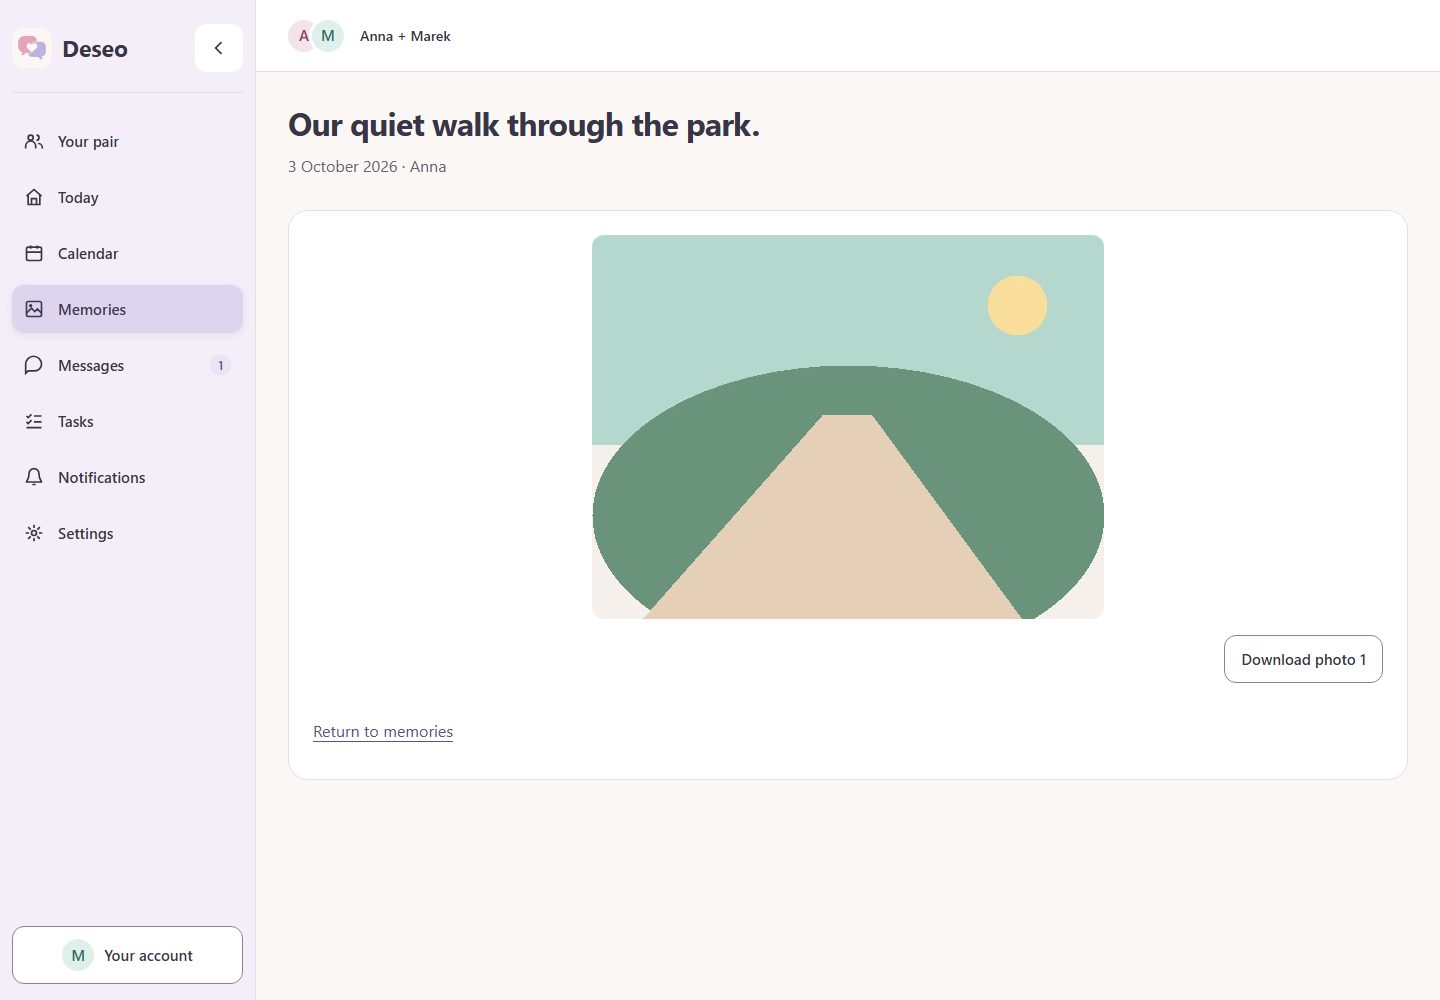 Deseo
Your pair
Today
Calendar
Memories
Messages 1
Tasks
Notifications
Settings
M Your account
A M Anna + Marek
Our quiet walk through the park.
3 October 2026 · Anna
Download photo 1
Return to memories